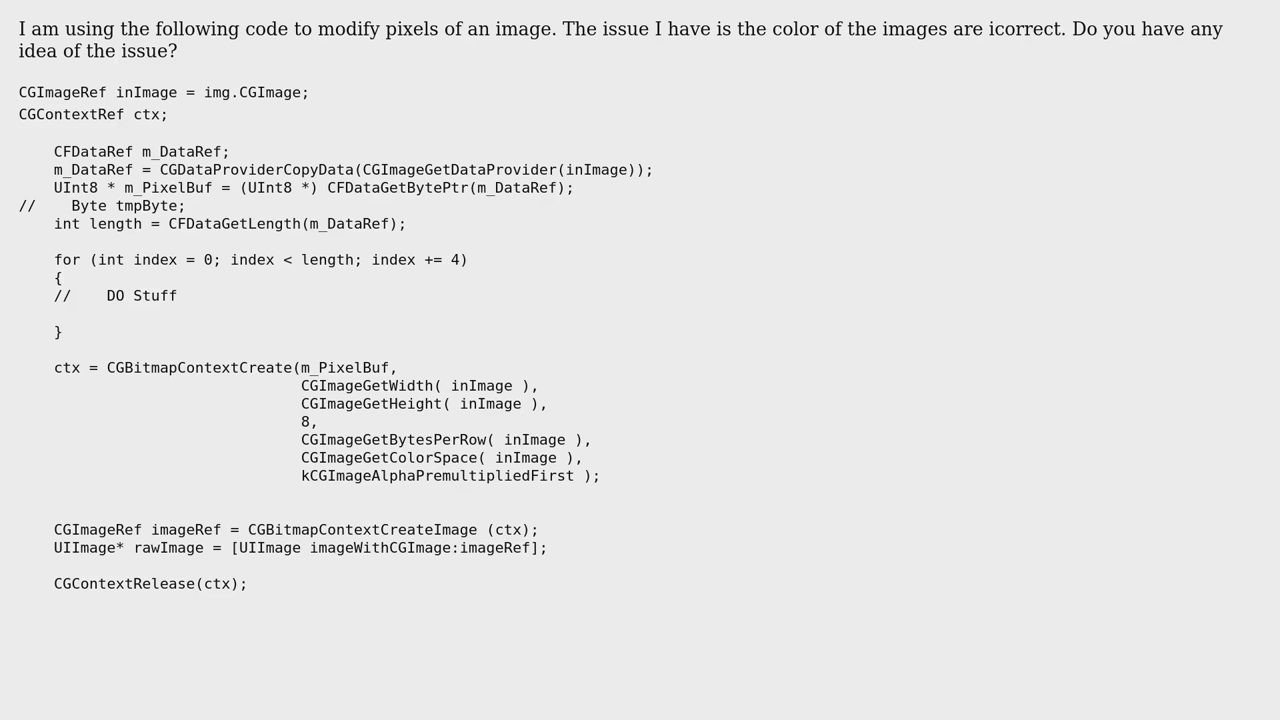 I am using the following code to modify pixels of an image. The issue I have is the color of the images are icorrect. Do you have any
idea of the issue?
CGImageRef inImage = img.CGImage;
CGContextRef ctx;
    CFDataRef m_DataRef;
    m_DataRef = CGDataProviderCopyData(CGImageGetDataProvider(inImage));
    UInt8 * m_PixelBuf = (UInt8 *) CFDataGetBytePtr(m_DataRef);
//    Byte tmpByte;
    int length = CFDataGetLength(m_DataRef);
    for (int index = 0; index < length; index += 4)
    {
    //    DO Stuff
    }
    ctx = CGBitmapContextCreate(m_PixelBuf,
                                CGImageGetWidth( inImage ),
                                CGImageGetHeight( inImage ),
                                8,
                                CGImageGetBytesPerRow( inImage ),
                                CGImageGetColorSpace( inImage ),
                                kCGImageAlphaPremultipliedFirst );
    CGImageRef imageRef = CGBitmapContextCreateImage (ctx);
    UIImage* rawImage = [UIImage imageWithCGImage:imageRef];
    CGContextRelease(ctx);